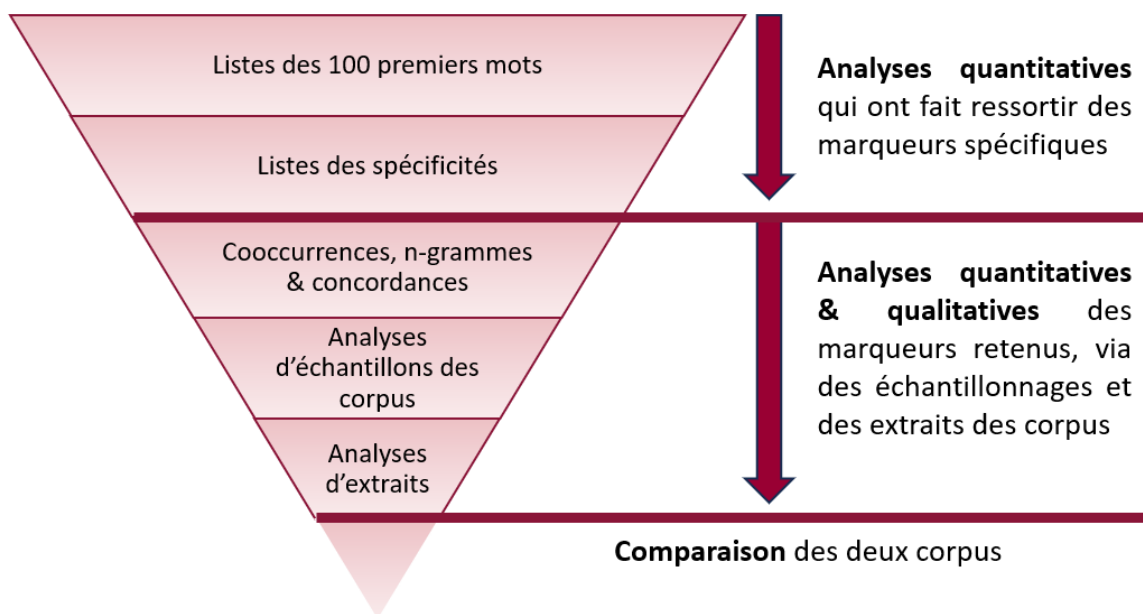 Listes des 100 premiers mots
Listes des spécificités
Cooccurrences, n-grammes
& concordances
Analyses
d'échantillons des
corpus
Analyses
d'extraits
Analyses quantitatives
qui ont fait ressortir des
marqueurs spécifiques
Analyses quantitatives
& qualitatives des
marqueurs retenus, via
des échantillonnages et
des extraits des corpus
Comparaison des deux corpus